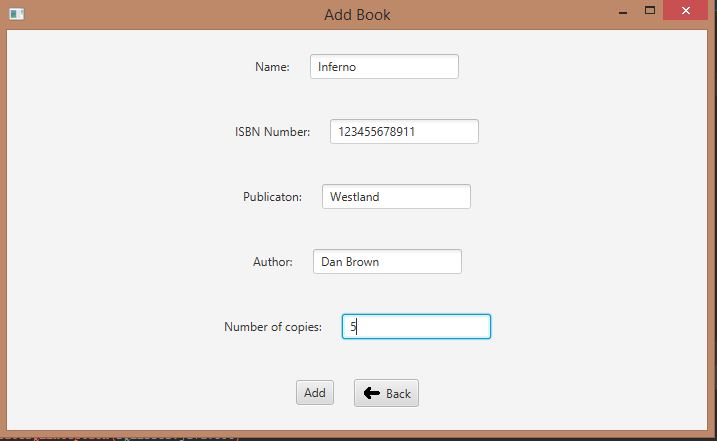 Add Book
Name: Inferno
ISBN Number: 123455678911
Publicaton: Westland
Author: Dan Brown
Number of copies: 5
Add Back